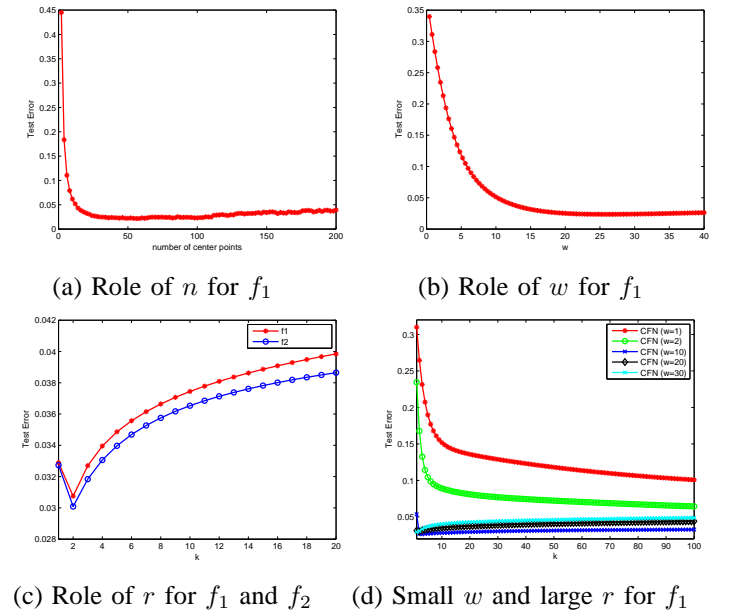 0.45
0.4
0.35
0.3
0.25
0.2
0.15
0.1
0.05
0
Test Error
0 50 100 150 200
number of center points
(a) Role of n for f₁
0.35
0.3
0.25
0.2
0.15
0.1
0.05
0
Test Error
0 5 10 15 20 25 30 35 40
w
(b) Role of w for f₁
0.042
0.04
0.038
0.036
0.034
0.032
0.03
0.028
Test Error
f1
f2
2 4 6 8 10 12 14 16 18 20
k
(c) Role of r for f₁ and f₂
0.3
0.25
0.2
0.15
0.1
0.05
Test Error
CFN (w=1)
CFN (w=2)
CFN (w=10)
CFN (w=20)
CFN (w=30)
10 20 30 40 50 60 70 80 90 100
k
(d) Small w and large r for f₁